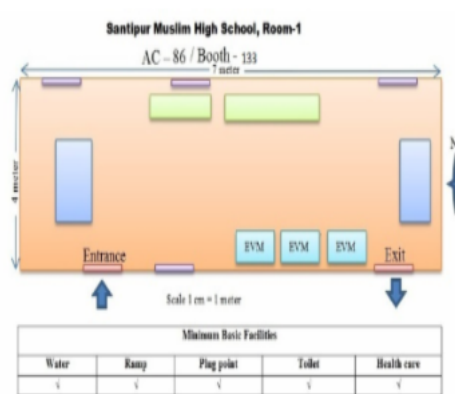 Santipur Muslim High School, Room-1
AC – 86 / Booth - 133
7 meter
4 meter
N
EVM EVM EVM
Entrance Exit
Scale 1 cm = 1 meter
Minimum Basic Facilities
Water Ramp Plug point Toilet Health care
√ √ √ √ √